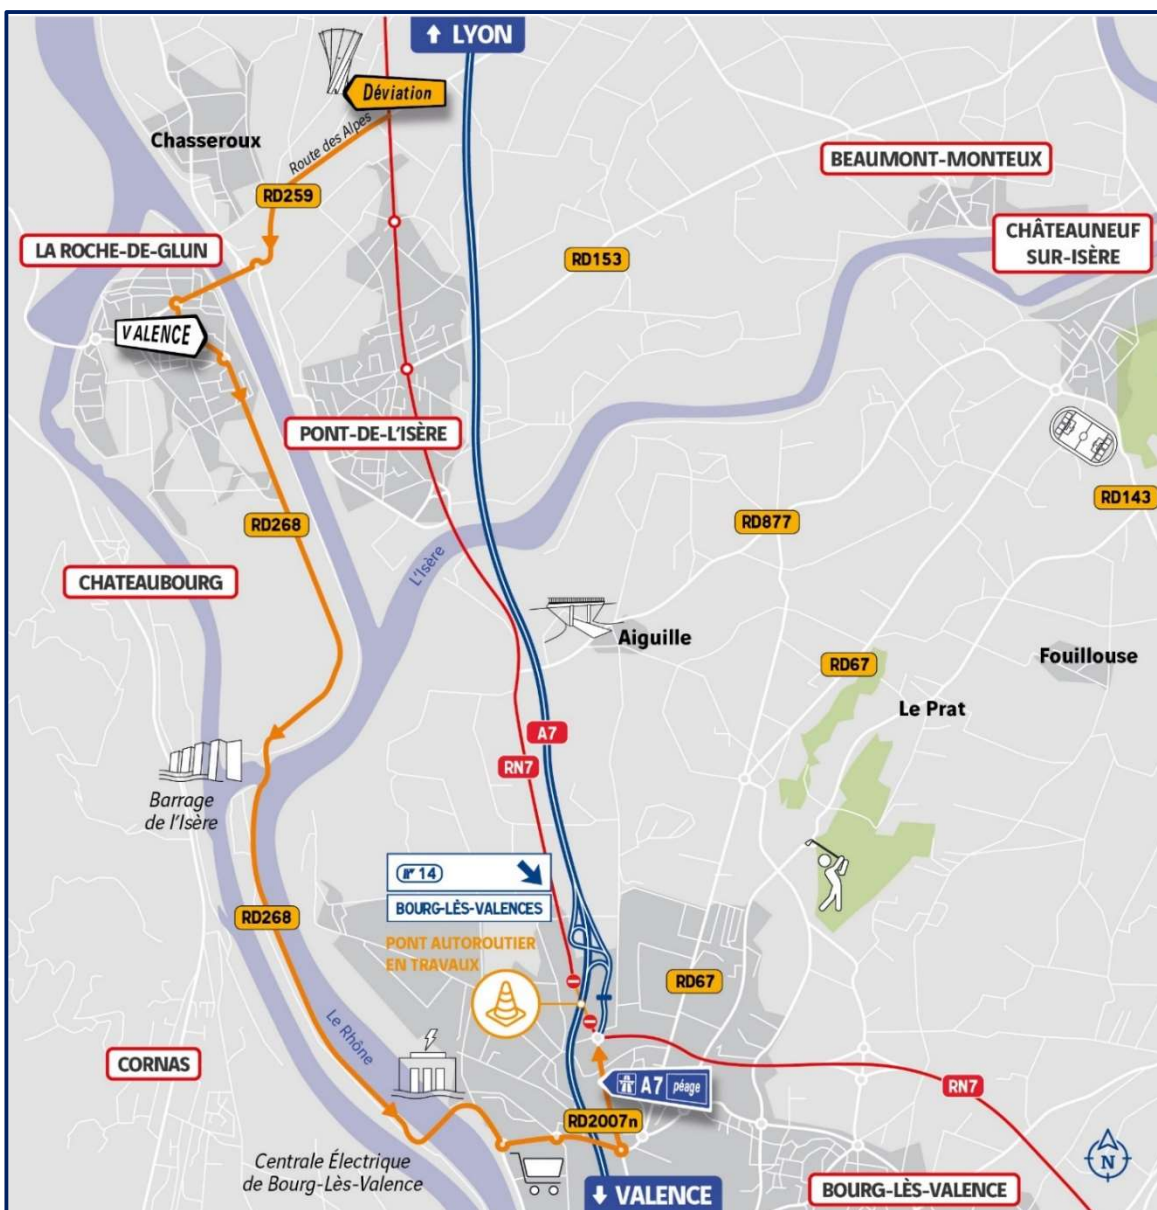 ↑ LYON
Déviation
Chasseroux
Route des Alpes
BEAUMONT-MONTEUX
RD259
CHÂTEAUNEUF
SUR-ISÈRE
LA ROCHE-DE-GLUN
RD153
VALENCE
PONT-DE-L'ISÈRE
RD143
RD268
RD877
L'Isère
CHATEAUBOURG
Aiguille
Fouillouse
RD67
Le Prat
A7
RN7
Barrage
de l'Isère
n° 14
BOURG-LÈS-VALENCES
RD268
PONT AUTOROUTIER
EN TRAVAUX
RD67
Le Rhône
CORNAS
A7 péage
RN7
RD2007n
Centrale Électrique
de Bourg-Lès-Valence
↓ VALENCE
BOURG-LÈS-VALENCE
N